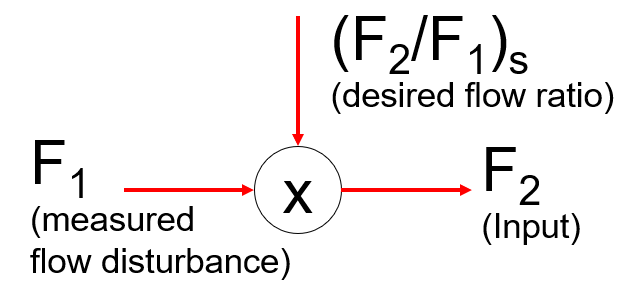 (F₂/F₁)ₛ
(desired flow ratio)
F₁
(measured
flow disturbance)
x
F₂
(Input)